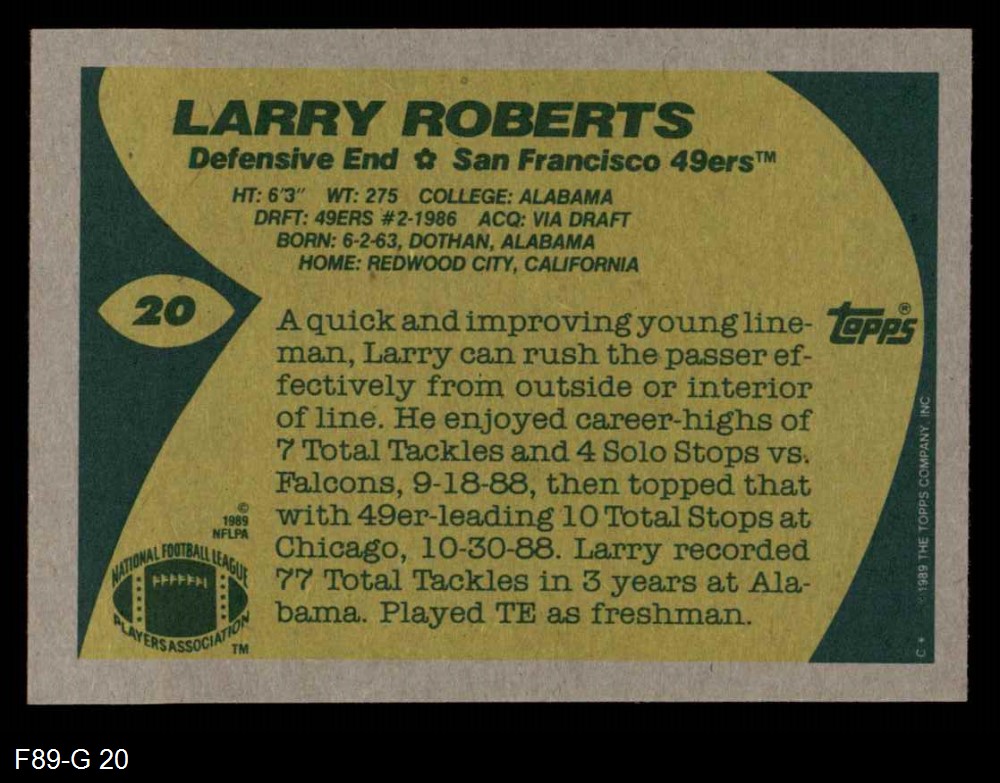 LARRY ROBERTS
Defensive End ✿ San Francisco 49ers™
HT: 6'3" WT: 275 COLLEGE: ALABAMA
DRFT: 49ERS #2-1986 ACQ: VIA DRAFT
BORN: 6-2-63, DOTHAN, ALABAMA
HOME: REDWOOD CITY, CALIFORNIA
20
A quick and improving young line-
man, Larry can rush the passer ef-
fectively from outside or interior
of line. He enjoyed career-highs of
7 Total Tackles and 4 Solo Stops vs.
Falcons, 9-18-88, then topped that
with 49er-leading 10 Total Stops at
Chicago, 10-30-88. Larry recorded
77 Total Tackles in 3 years at Ala-
bama. Played TE as freshman.
topps®
©
1989
NFLPA
NATIONAL FOOTBALL LEAGUE
PLAYERS ASSOCIATION
TM
C * © 1989 THE TOPPS COMPANY, INC
F89-G 20